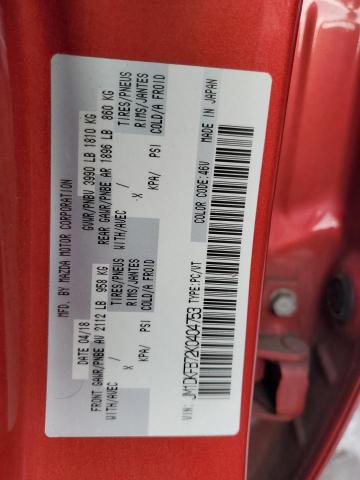 MFD. BY MAZDA MOTOR CORPORATION
DATE 04/18
GVWR/PNBV 3990 LB 1810 KG
FRONT GAWR/PNBE AV 2112 LB 958 KG
REAR GAWR/PNBE AR 1896 LB 860 KG
WITH/AVEC TIRES/PNEUS
WITH/AVEC TIRES/PNEUS
/ -X RIMS/JANTES
/ -X RIMS/JANTES
KPA/ PSI COLD/A FROID
KPA/ PSI COLD/A FROID
VIN: JM1DKFB72K0404753 TYPE:PC/VT
COLOR CODE:46V MADE IN JAPAN